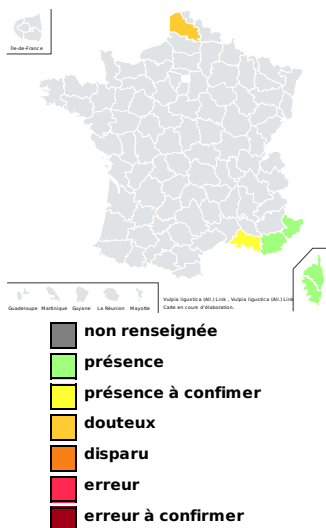 Île-de-France
Guadeloupe Martinique Guyane La Réunion Mayotte
Vulpia ligustica (All.) Link , Vulpia ligustica (All.) Link
Carte en cours d'élaboration.
non renseignée
présence
présence à confimer
douteux
disparu
erreur
erreur à confirmer